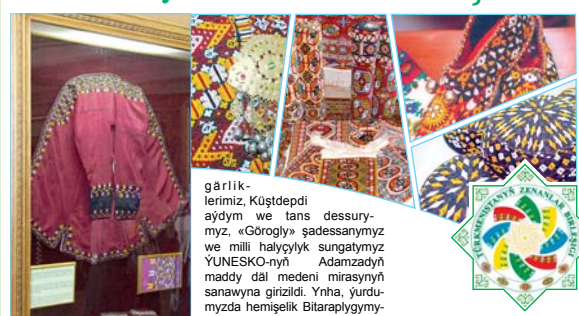 gärlik-
lerimiz, Küştdepdi
aýdym we tans dessury-
myz, «Görogly» şadessanymyz
we milli halyçylyk sungatymyz
ÝUNESKO-nyň Adamzadyň
maddy däl medeni mirasynyň
sanawyna girizildi. Ynha, ýurdu-
myzda hemişelik Bitaraplygymy-
TÜRKMENISTANYŇ ZENANLAR BIRLEŞIGI